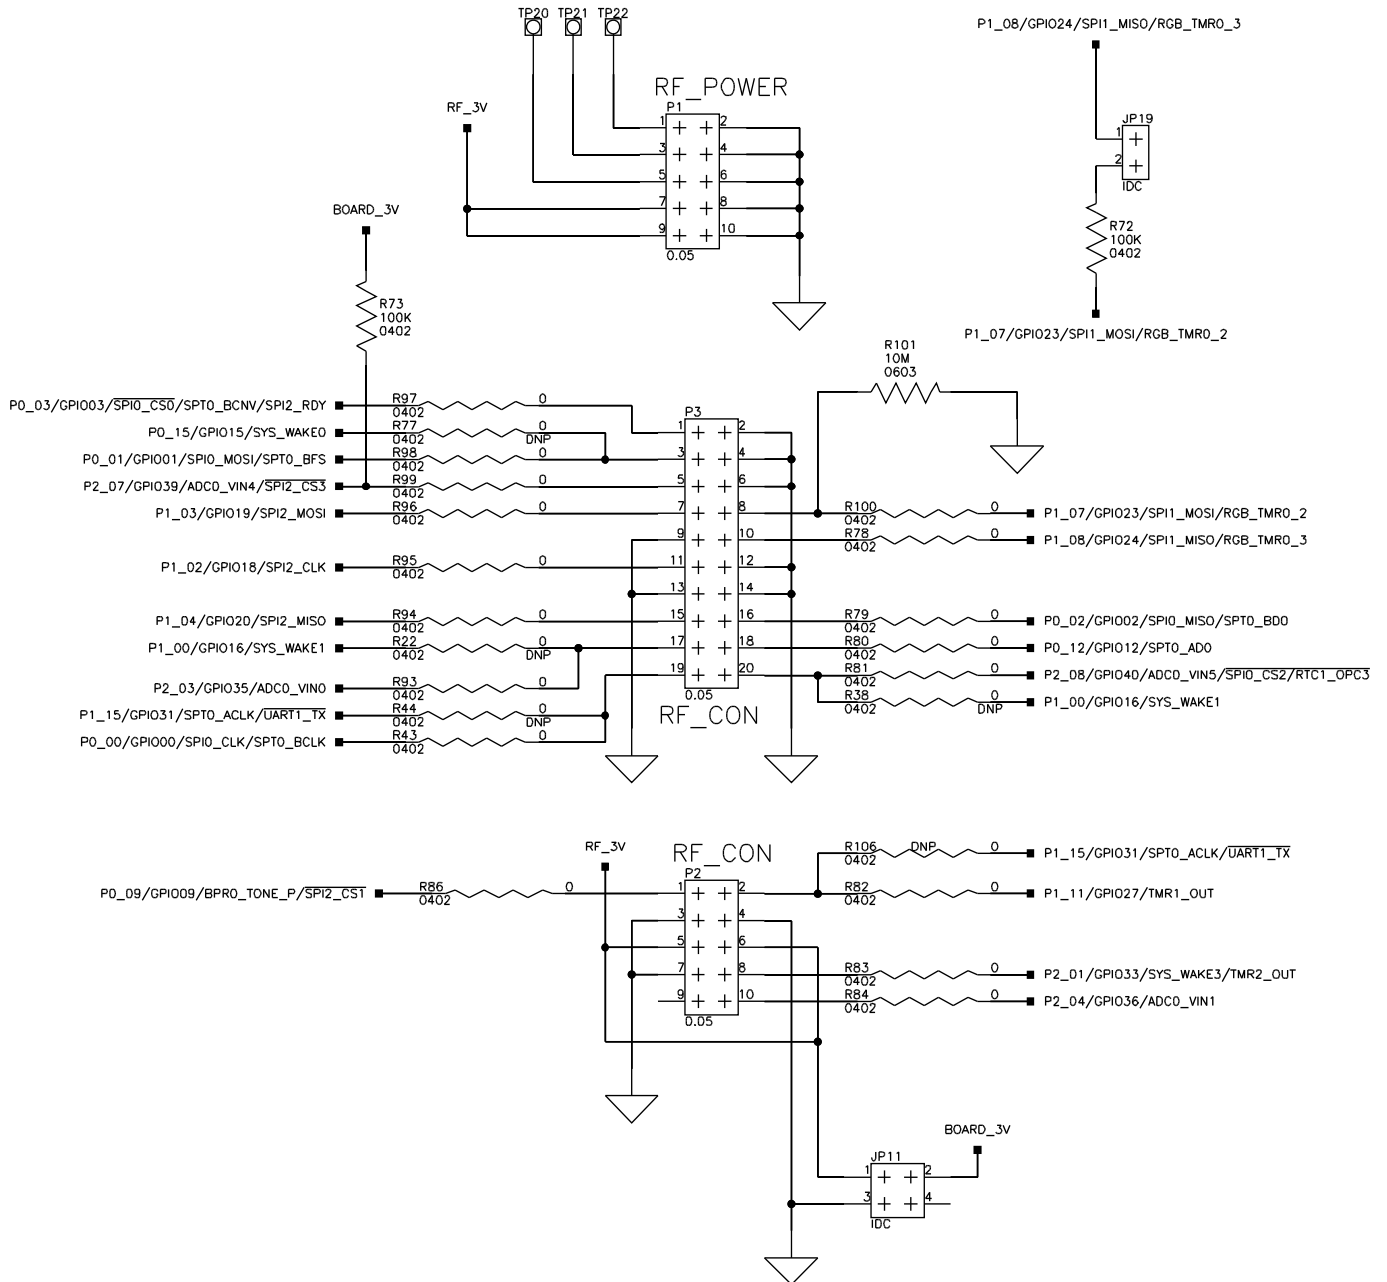 TP20 TP21 TP22
P1_08/GPIO24/SPI1_MISO/RGB_TMR0_3
RF_POWER
RF_3V
P1
1 2
3 4
5 6
7 8
9 10
0.05
JP19
1
2
IDC
R72
100K
0402
P1_07/GPIO23/SPI1_MOSI/RGB_TMR0_2
BOARD_3V
R73
100K
0402
R101
10M
0603
P0_03/GPIO03/SPI0_CS0/SPT0_BCNV/SPI2_RDY R97 0402 0
P0_15/GPIO15/SYS_WAKE0 R77 0402 0 DNP
P0_01/GPIO01/SPI0_MOSI/SPT0_BFS R98 0402 0
P2_07/GPIO39/ADC0_VIN4/SPI2_CS3 R99 0402 0
P1_03/GPIO19/SPI2_MOSI R96 0402 0
P1_02/GPIO18/SPI2_CLK R95 0402 0
P1_04/GPIO20/SPI2_MISO R94 0402 0
P1_00/GPIO16/SYS_WAKE1 R22 0402 0 DNP
P2_03/GPIO35/ADC0_VIN0 R93 0402 0
P1_15/GPIO31/SPT0_ACLK/UART1_TX R44 0402 0 DNP
P0_00/GPIO00/SPI0_CLK/SPT0_BCLK R43 0402 0
P3
1 2
3 4
5 6
7 8
9 10
11 12
13 14
15 16
17 18
19 20
0.05
RF_CON
R100 0402 0 P1_07/GPIO23/SPI1_MOSI/RGB_TMR0_2
R78 0402 0 P1_08/GPIO24/SPI1_MISO/RGB_TMR0_3
R79 0402 0 P0_02/GPIO02/SPI0_MISO/SPT0_BD0
R80 0402 0 P0_12/GPIO12/SPT0_AD0
R81 0402 0 P2_08/GPIO40/ADC0_VIN5/SPI0_CS2/RTC1_OPC3
R38 0402 0 DNP P1_00/GPIO16/SYS_WAKE1
RF_3V
RF_CON
P2
P0_09/GPIO09/BPR0_TONE_P/SPI2_CS1 R86 0402 0
1 2
3 4
5 6
7 8
9 10
0.05
R106 0402 DNP 0 P1_15/GPIO31/SPT0_ACLK/UART1_TX
R82 0402 0 P1_11/GPIO27/TMR1_OUT
R83 0402 0 P2_01/GPIO33/SYS_WAKE3/TMR2_OUT
R84 0402 0 P2_04/GPIO36/ADC0_VIN1
BOARD_3V
JP11
1 2
3 4
IDC